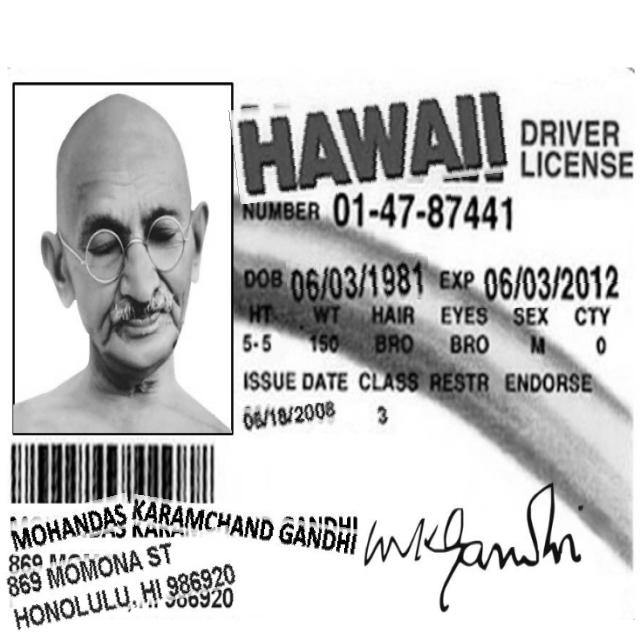 HAWAII
DRIVER
LICENSE
NUMBER 01-47-87441
DOB 06/03/1981 EXP 06/03/2012
HT WT HAIR EYES SEX CTY
5-5 150 BRO BRO M 0
ISSUE DATE CLASS RESTR ENDORSE
06/18/2008 3
MOHANDAS KARAMCHAND GANDHI
869 MOMONA ST
HONOLULU, HI 986920
MKGandhi